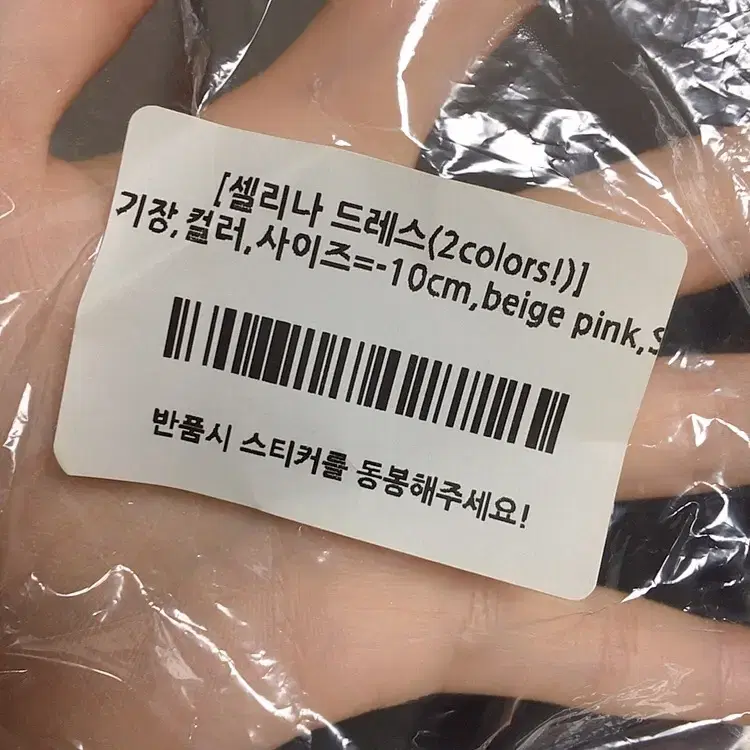 [셀리나 드레스(2colors!)]
기장,컬러,사이즈=-10cm,beige pink,S
반품시 스티커를 동봉해주세요!